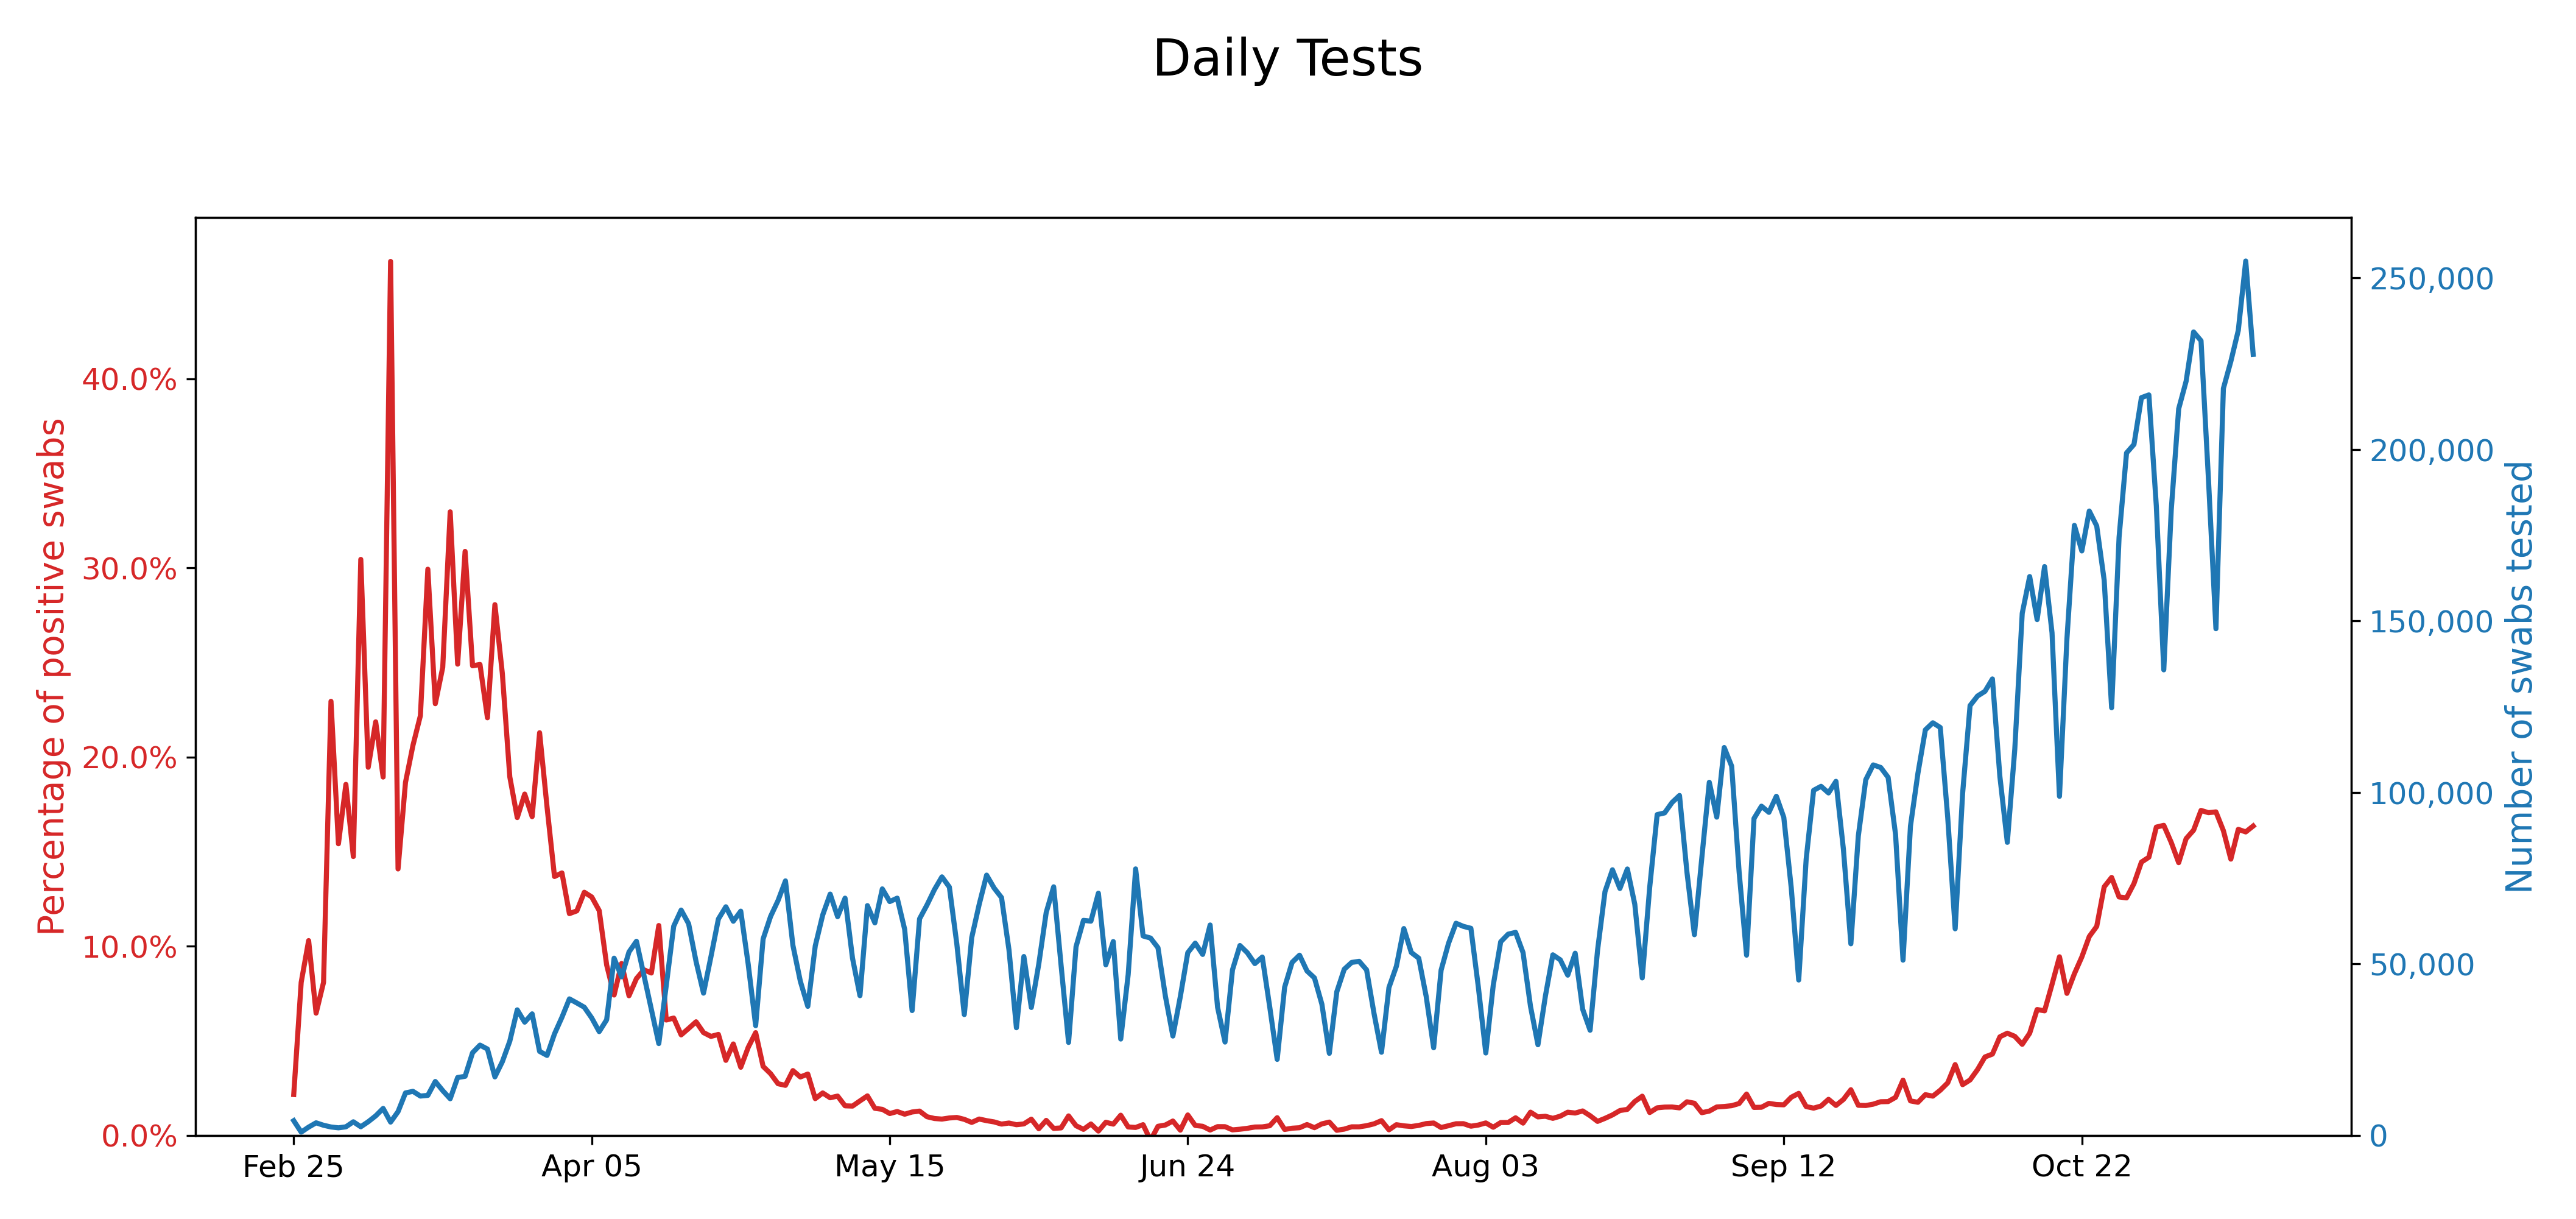 Daily Tests
Percentage of positive swabs
40.0%
30.0%
20.0%
10.0%
0.0%
250,000
200,000
150,000
100,000
50,000
0
Number of swabs tested
Feb 25
Apr 05
May 15
Jun 24
Aug 03
Sep 12
Oct 22